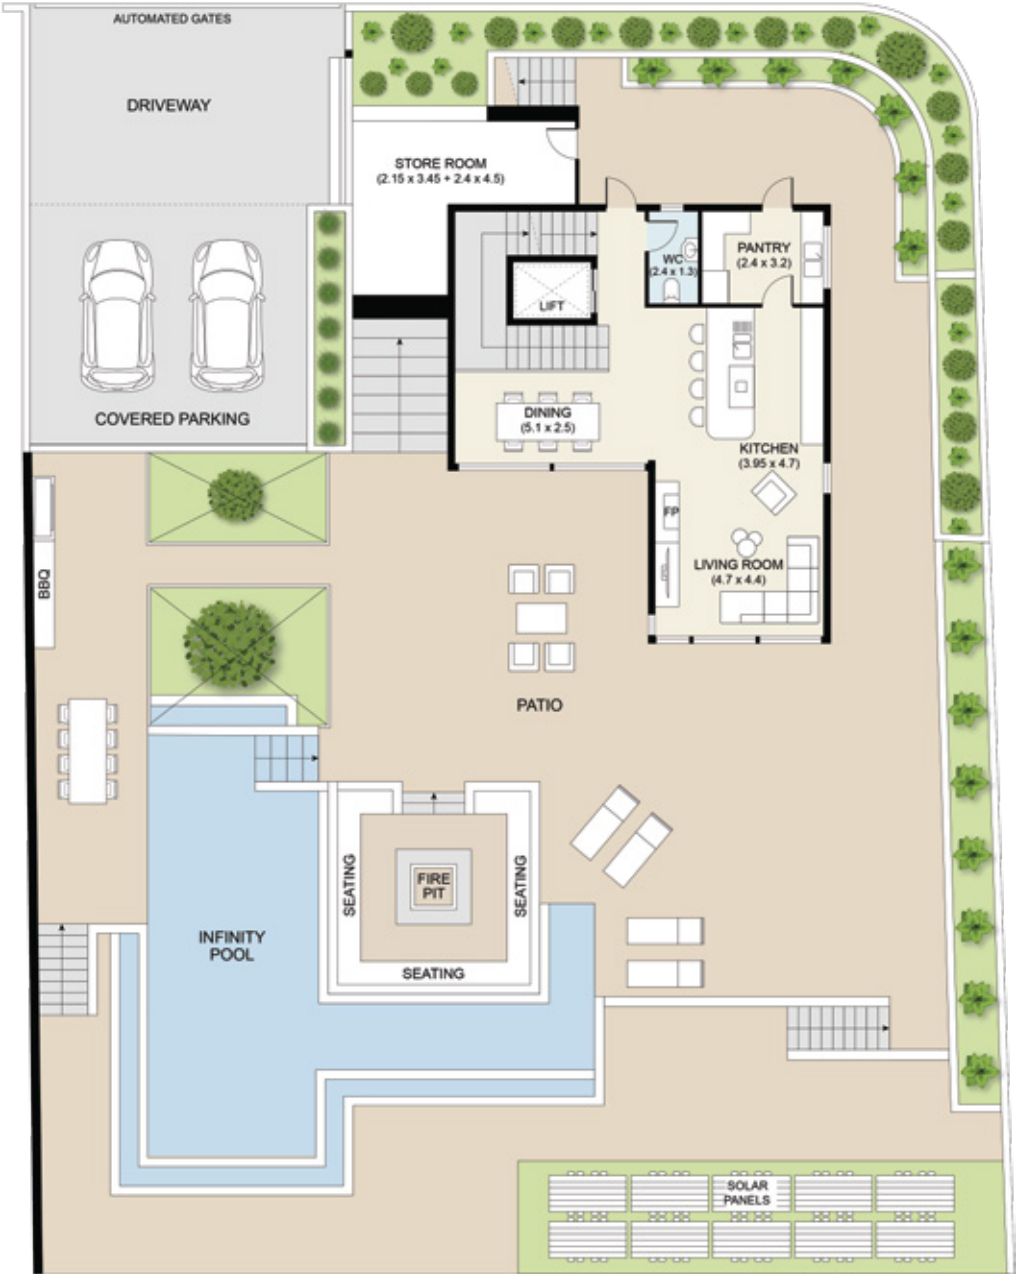 AUTOMATED GATES
DRIVEWAY
STORE ROOM
(2.15 x 3.45 + 2.4 x 4.5)
WC
(2.4 x 1.3)
PANTRY
(2.4 x 3.2)
LIFT
COVERED PARKING
DINING
(5.1 x 2.5)
KITCHEN
(3.95 x 4.7)
FP
LIVING ROOM
(4.7 x 4.4)
BBQ
PATIO
SEATING
FIRE
PIT
SEATING
SEATING
INFINITY
POOL
SOLAR
PANELS